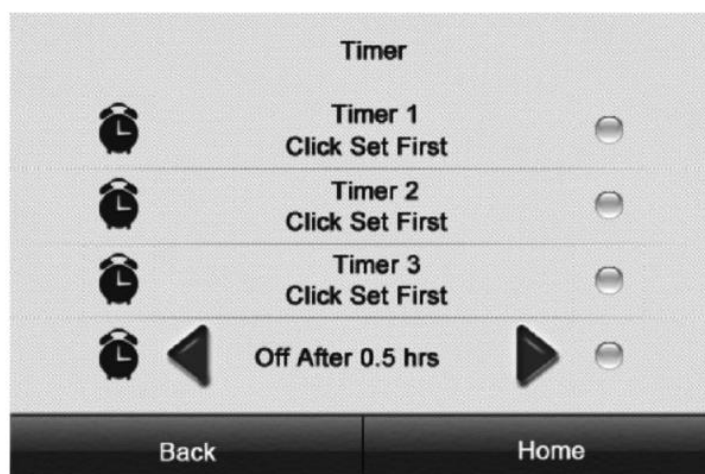 Timer
Timer 1
Click Set First
Timer 2
Click Set First
Timer 3
Click Set First
Off After 0.5 hrs
Back
Home